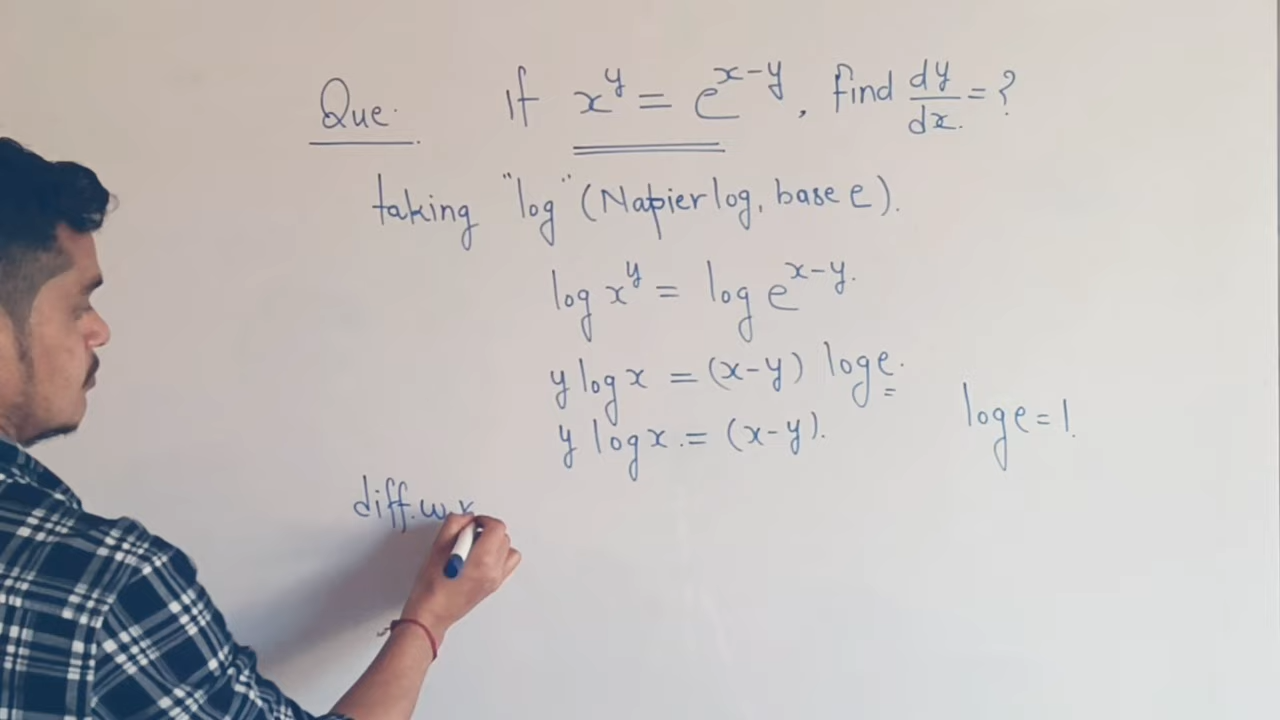 Que. If x^y = e^{x-y}, find dy/dx = ?
taking "log" (Napier log, base e).
log x^y = log e^{x-y}.
y log x = (x-y) log e.
y log x = (x-y). log e = 1.
diff. w.r